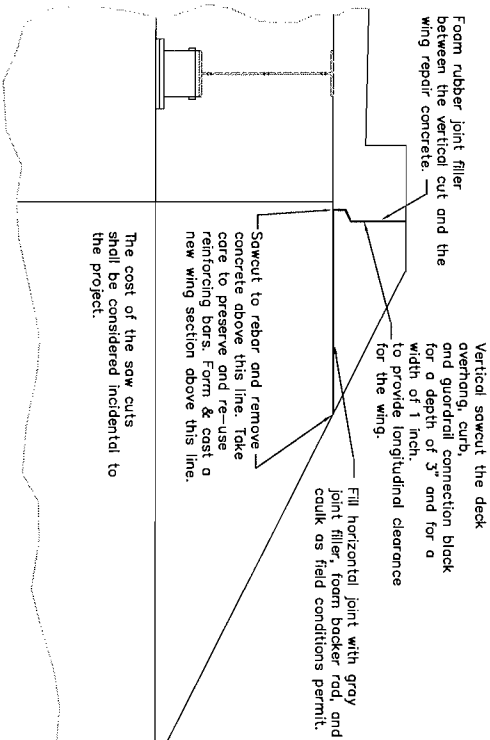 Foam rubber joint filler
between the vertical cut and the
wing repair concrete.
Vertical sawcut the deck
overhang, curb,
and guardrail connection block
for a depth of 3" and for a
width of 1 inch.
to provide longitudinal clearance
for the wing.
Sawcut to rebar and remove
concrete above this line. Take
care to preserve and re-use
reinforcing bars. Form & cast a
new wing section above this line.
Fill horizontal joint with gray
joint filler, foam backer rod, and
caulk as field conditions permit.
The cost of the saw cuts
shall be considered incidental to
the project.